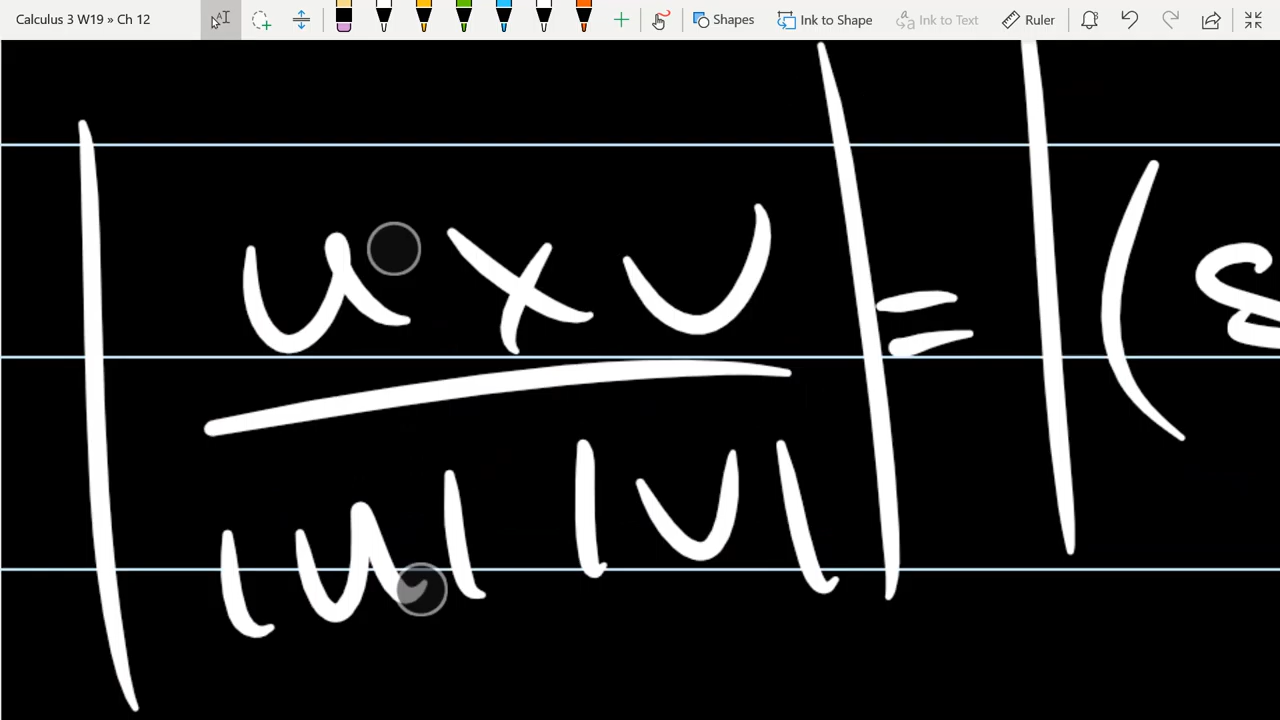 Calculus 3 W19 » Ch 12 Shapes Ink to Shape Ink to Text Ruler
| u × v | = | (
|u| |v|